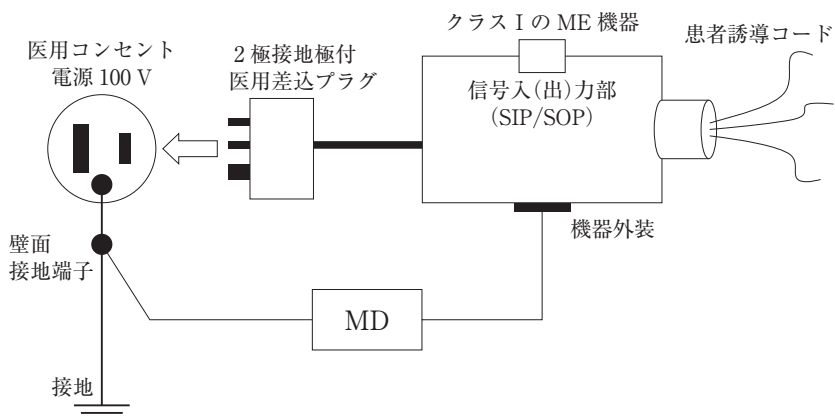 医用コンセント
電源 100 V
2 極接地極付
医用差込プラグ
クラス I の ME 機器
信号入(出)力部
(SIP/SOP)
患者誘導コード
機器外装
壁面
接地端子
MD
接地